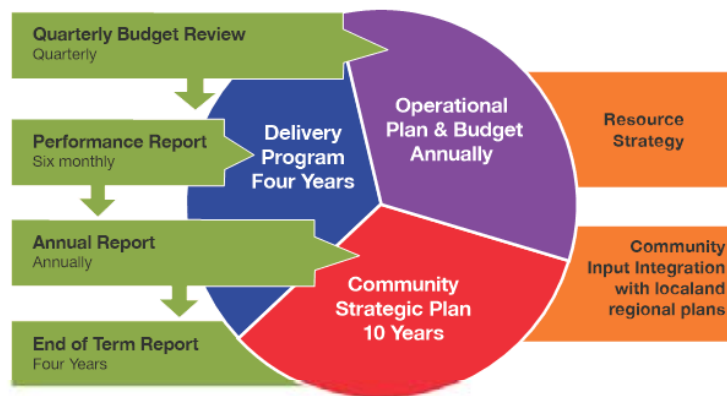 Quarterly Budget Review
Quarterly
Performance Report
Six monthly
Annual Report
Annually
End of Term Report
Four Years
Delivery
Program
Four Years
Operational
Plan & Budget
Annually
Community
Strategic Plan
10 Years
Resource
Strategy
Community
Input Integration
with localand
regional plans